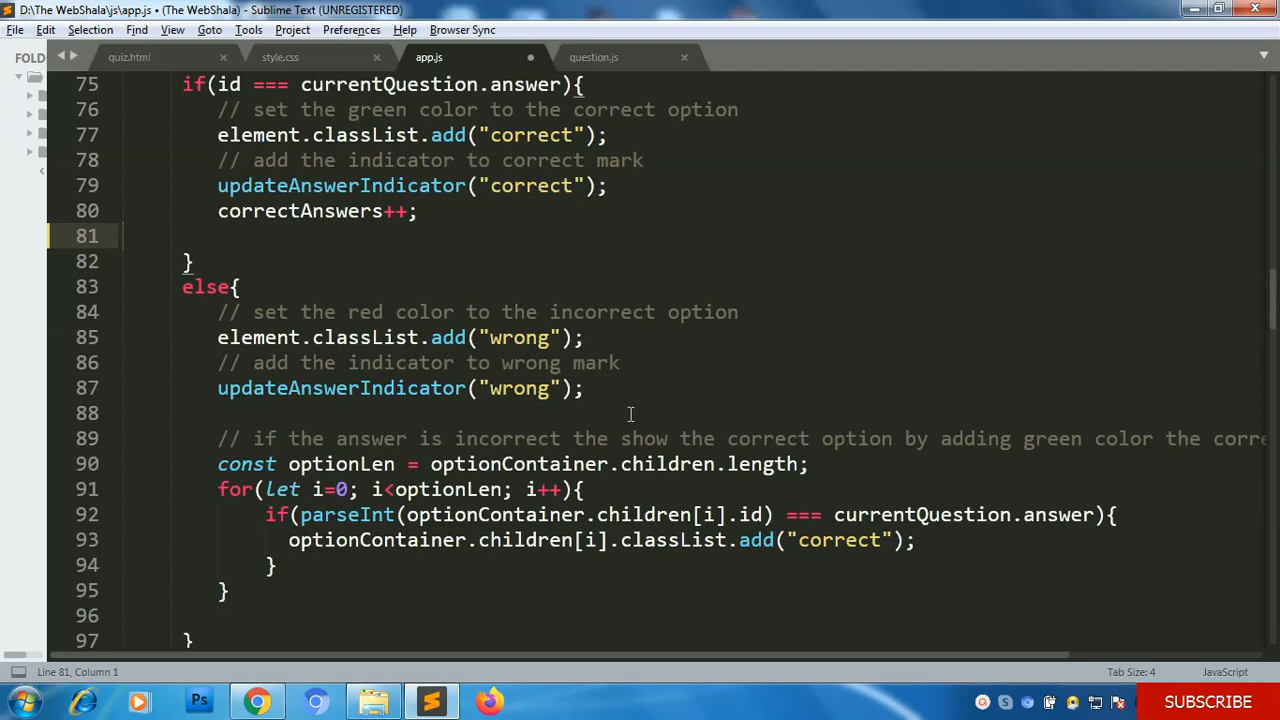 D:\The WebShala\js\app.js • (The WebShala) - Sublime Text (UNREGISTERED)
File Edit Selection Find View Goto Tools Project Preferences Help Browser Sync
FOLD
quiz.html style.css app.js question.js
75 if(id === currentQuestion.answer){
76 // set the green color to the correct option
77 element.classList.add("correct");
78 // add the indicator to correct mark
79 updateAnswerIndicator("correct");
80 correctAnswers++;
81
82 }
83 else{
84 // set the red color to the incorrect option
85 element.classList.add("wrong");
86 // add the indicator to wrong mark
87 updateAnswerIndicator("wrong");
88
89 // if the answer is incorrect the show the correct option by adding green color the corre
90 const optionLen = optionContainer.children.length;
91 for(let i=0; i<optionLen; i++){
92 if(parseInt(optionContainer.children[i].id) === currentQuestion.answer){
93 optionContainer.children[i].classList.add("correct");
94 }
95 }
96
97 }
Line 81, Column 1 Tab Size: 4 JavaScript
Ps
SUBSCRIBE